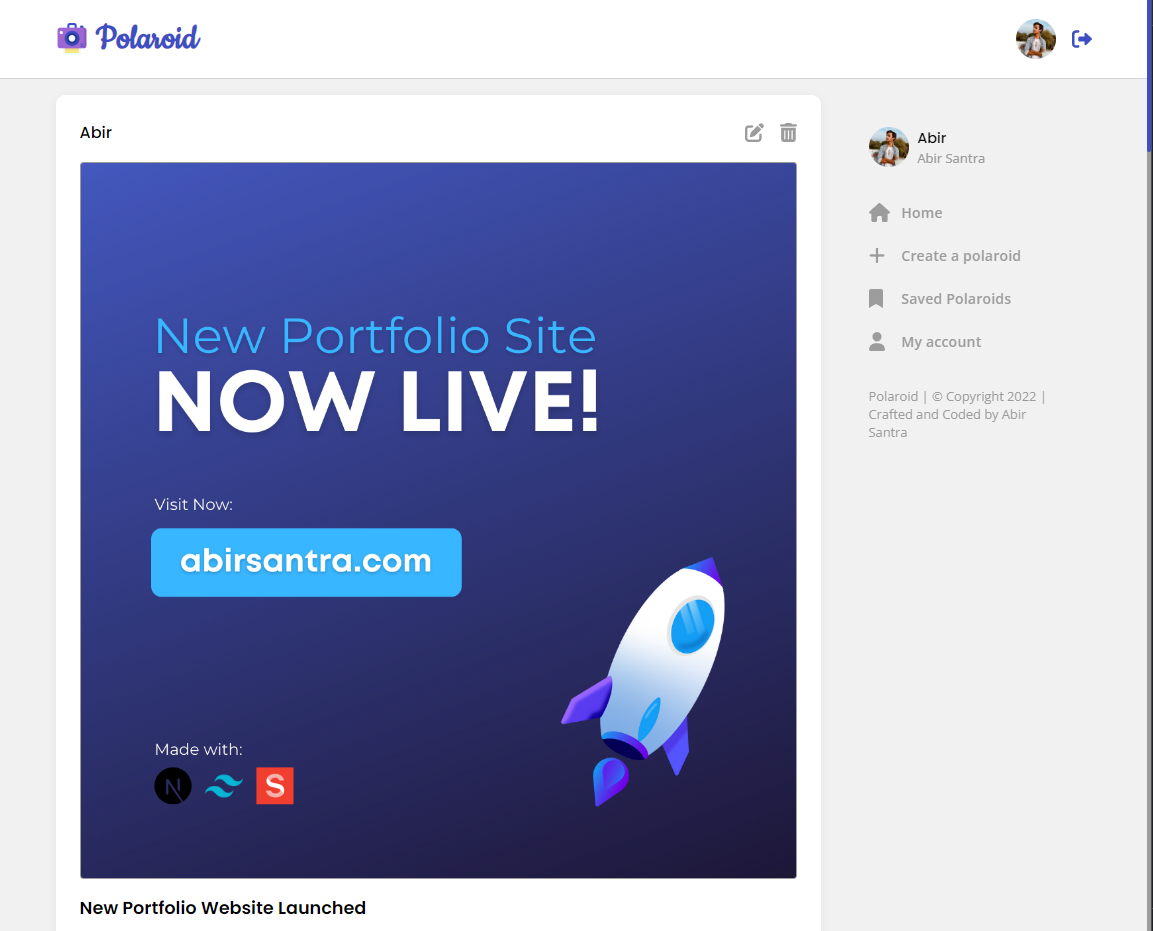 Polaroid
Abir
New Portfolio Site
NOW LIVE!
Visit Now:
abirsantra.com
Made with:
N
S
New Portfolio Website Launched
Abir
Abir Santra
Home
Create a polaroid
Saved Polaroids
My account
Polaroid | © Copyright 2022 |
Crafted and Coded by Abir
Santra